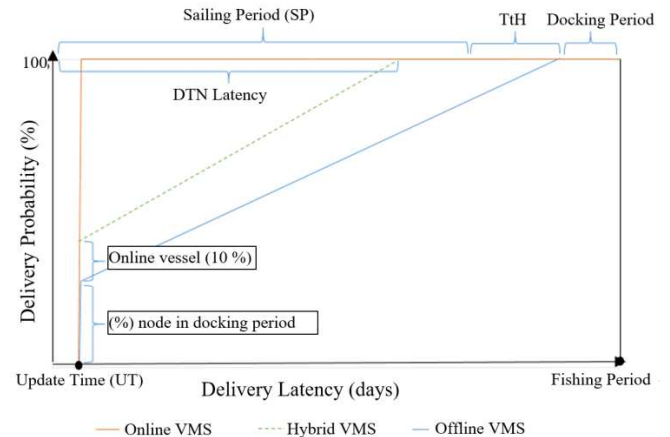 Sailing Period (SP)
TtH
Docking Period
100
DTN Latency
Delivery Probability (%)
Online vessel (10 %)
(%) node in docking period
Update Time (UT)
Delivery Latency (days)
Fishing Period
Online VMS
Hybrid VMS
Offline VMS